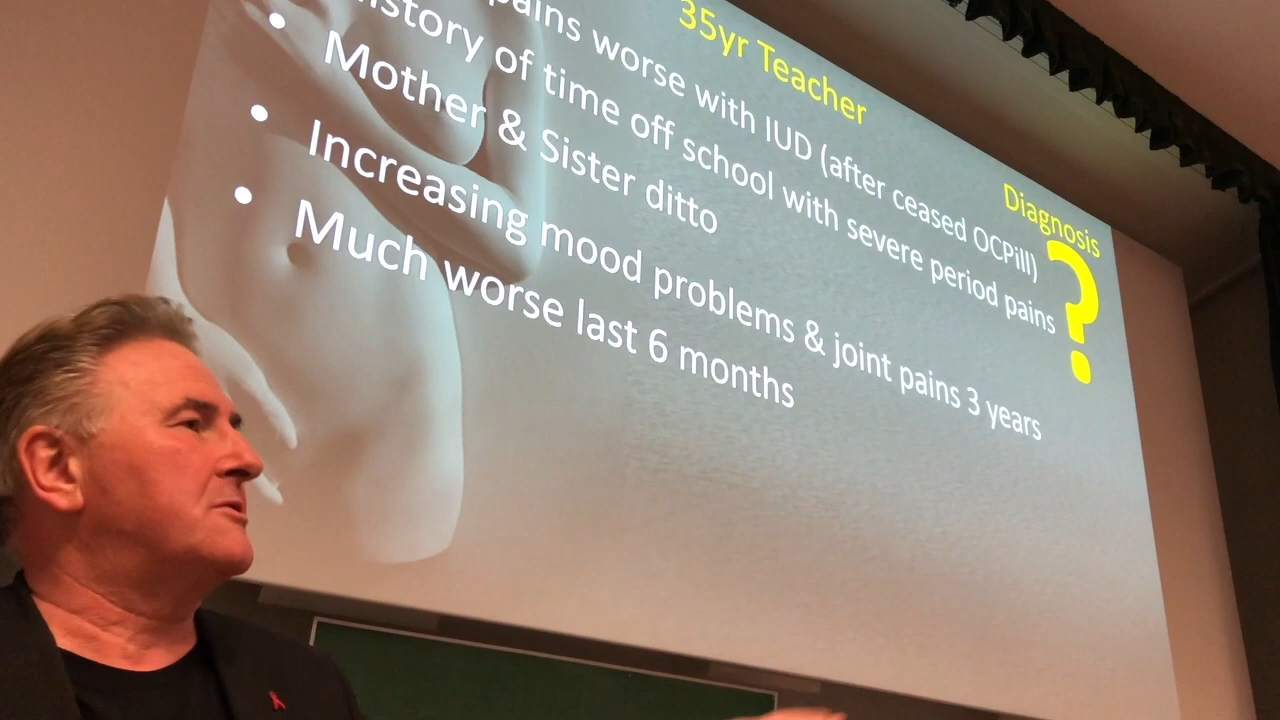 35yr Teacher
pains worse with IUD (after ceased OCPill)
History of time off school with severe period pains
• Mother & Sister ditto
• Increasing mood problems & joint pains 3 years
• Much worse last 6 months
Diagnosis
?